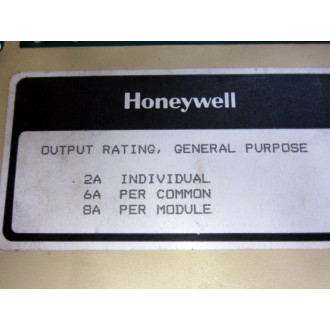 Honeywell
OUTPUT RATING, GENERAL PURPOSE
2A INDIVIDUAL
6A PER COMMON
8A PER MODULE